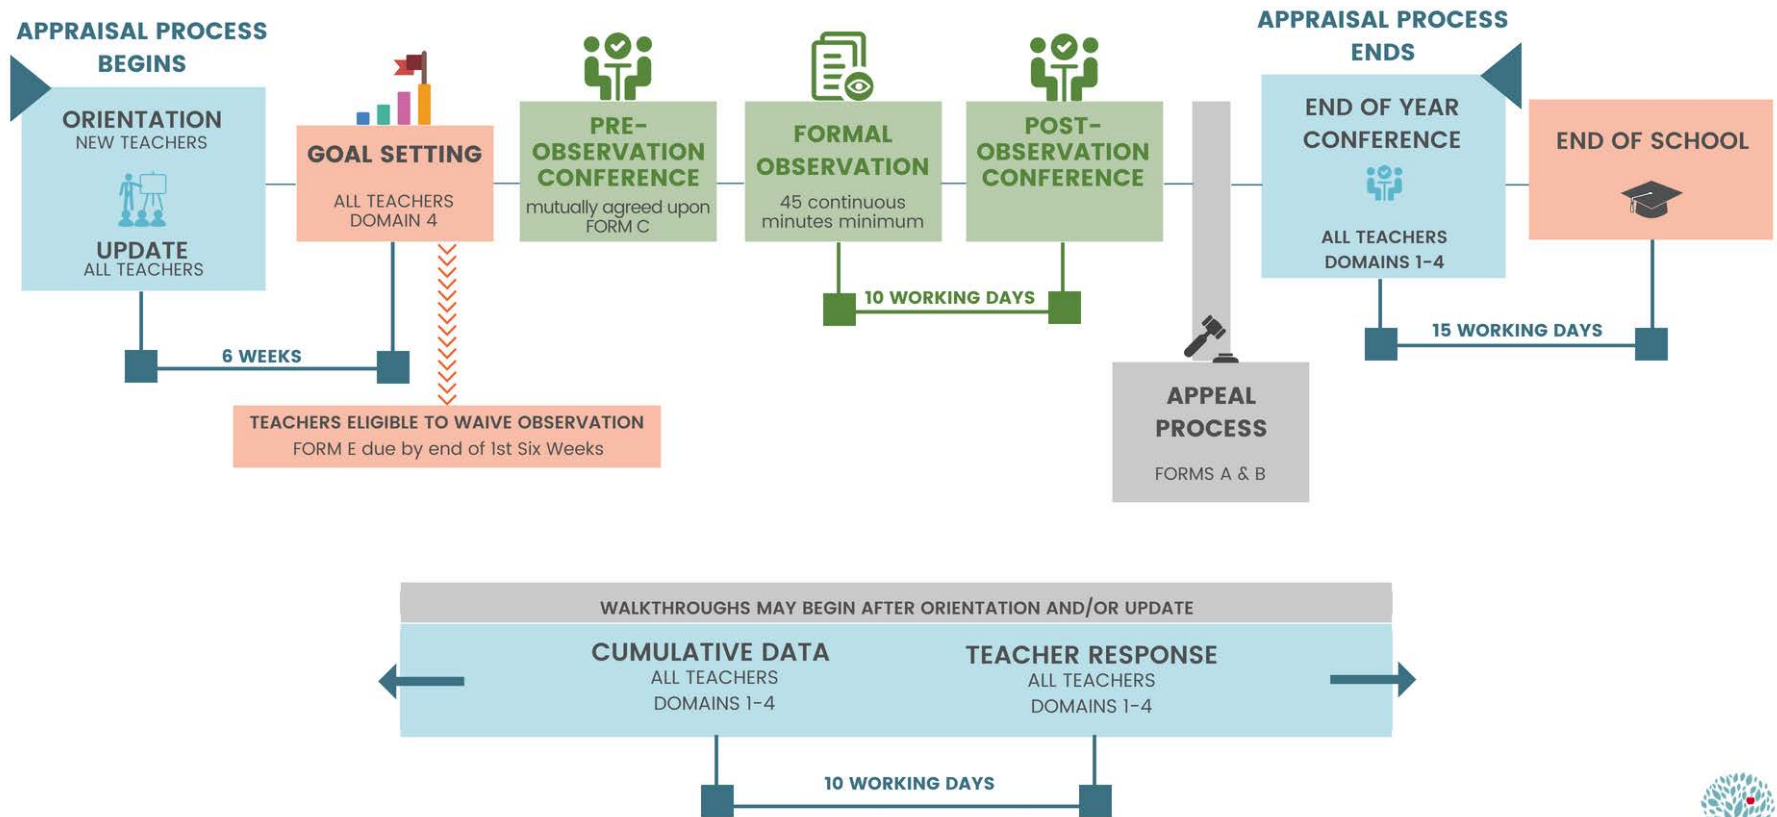 APPRAISAL PROCESS
BEGINS
ORIENTATION
NEW TEACHERS
UPDATE
ALL TEACHERS
6 WEEKS
GOAL SETTING
ALL TEACHERS
DOMAIN 4
TEACHERS ELIGIBLE TO WAIVE OBSERVATION
FORM E due by end of 1st Six Weeks
PRE-
OBSERVATION
CONFERENCE
mutually agreed upon
FORM C
FORMAL
OBSERVATION
45 continuous
minutes minimum
POST-
OBSERVATION
CONFERENCE
10 WORKING DAYS
APPEAL
PROCESS
FORMS A & B
APPRAISAL PROCESS
ENDS
END OF YEAR
CONFERENCE
ALL TEACHERS
DOMAINS 1-4
END OF SCHOOL
15 WORKING DAYS
WALKTHROUGHS MAY BEGIN AFTER ORIENTATION AND/OR UPDATE
CUMULATIVE DATA
ALL TEACHERS
DOMAINS 1-4
TEACHER RESPONSE
ALL TEACHERS
DOMAINS 1-4
10 WORKING DAYS